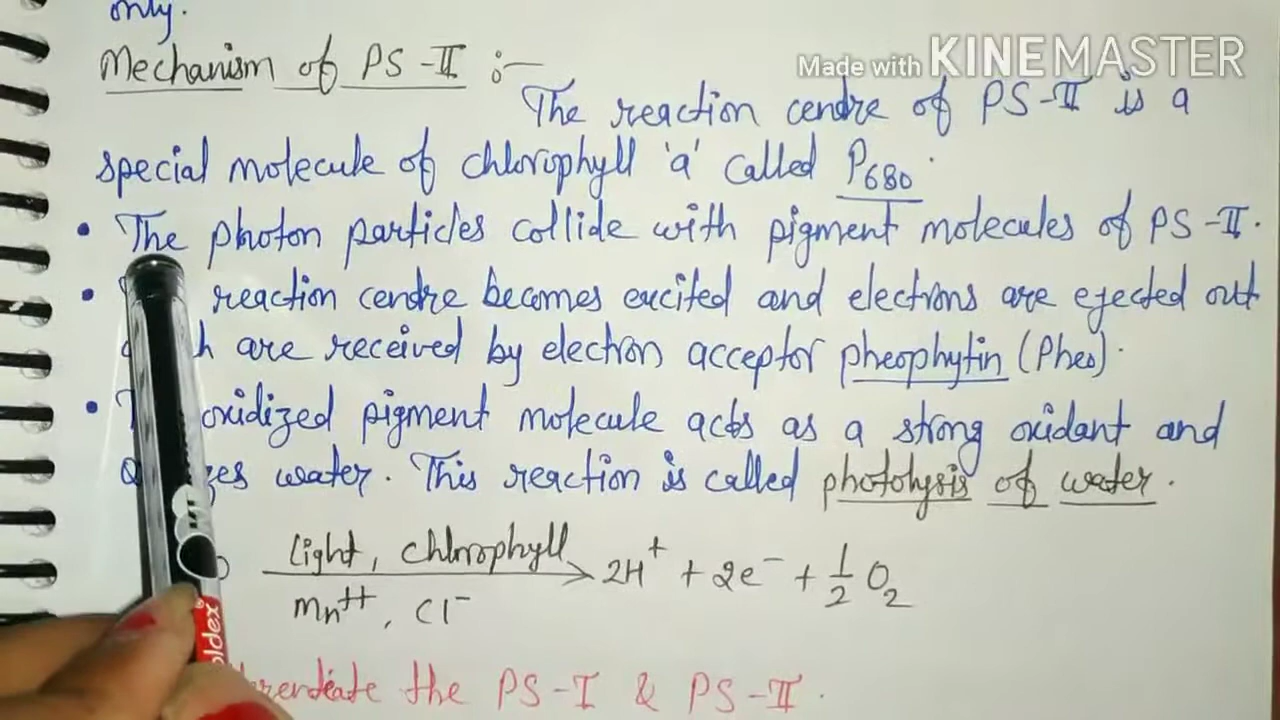 only.
Made with KINEMASTER
Mechanism of PS-II :-
The reaction centre of PS-II is a
special molecule of chlorophyll 'a' called P680.
• The photon particles collide with pigment molecules of PS-II.
• reaction centre becomes excited and electrons are ejected out
are received by electron acceptor pheophytin (Pheo).
• oxidized pigment molecule acts as a strong oxidant and
water. This reaction is called photolysis of water.
light, chlorophyll
2H+ + 2e- + 1/2 O2
Mn++, Cl-
the PS-I & PS-II.